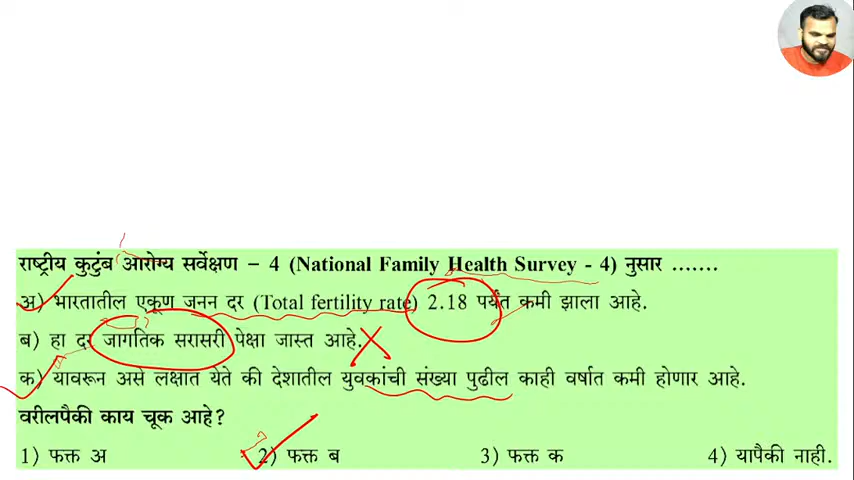 राष्ट्रीय कुटुंब आरोग्य सर्वेक्षण – 4 (National Family Health Survey - 4) नुसार .......
अ) भारतातील एकूण जनन दर (Total fertility rate) 2.18 पर्यंत कमी झाला आहे.
ब) हा दर जागतिक सरासरी पेक्षा जास्त आहे.
क) यावरून असे लक्षात येते की देशातील युवकांची संख्या पुढील काही वर्षात कमी होणार आहे.
वरीलपैकी काय चूक आहे?
1) फक्त अ 2) फक्त ब 3) फक्त क 4) यापैकी नाही.